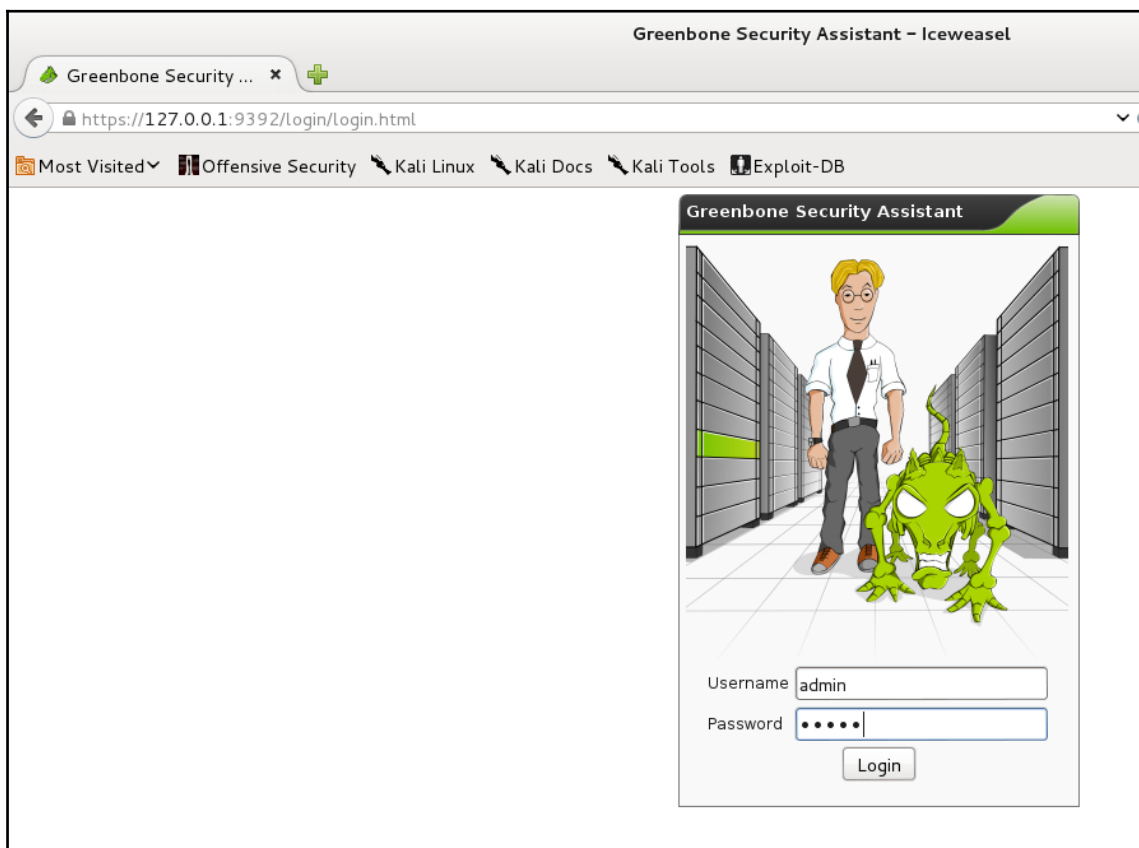 Greenbone Security Assistant – Iceweasel
Greenbone Security ...
https://127.0.0.1:9392/login/login.html
Most Visited Offensive Security Kali Linux Kali Docs Kali Tools Exploit-DB
Greenbone Security Assistant
Username admin
Password •••••
Login